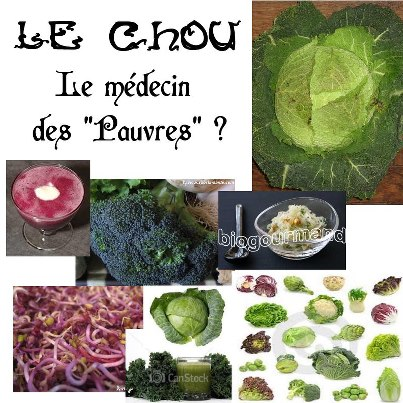 LE CHOU
Le médecin
des "Pauvres" ?
biogourmand
CanStock